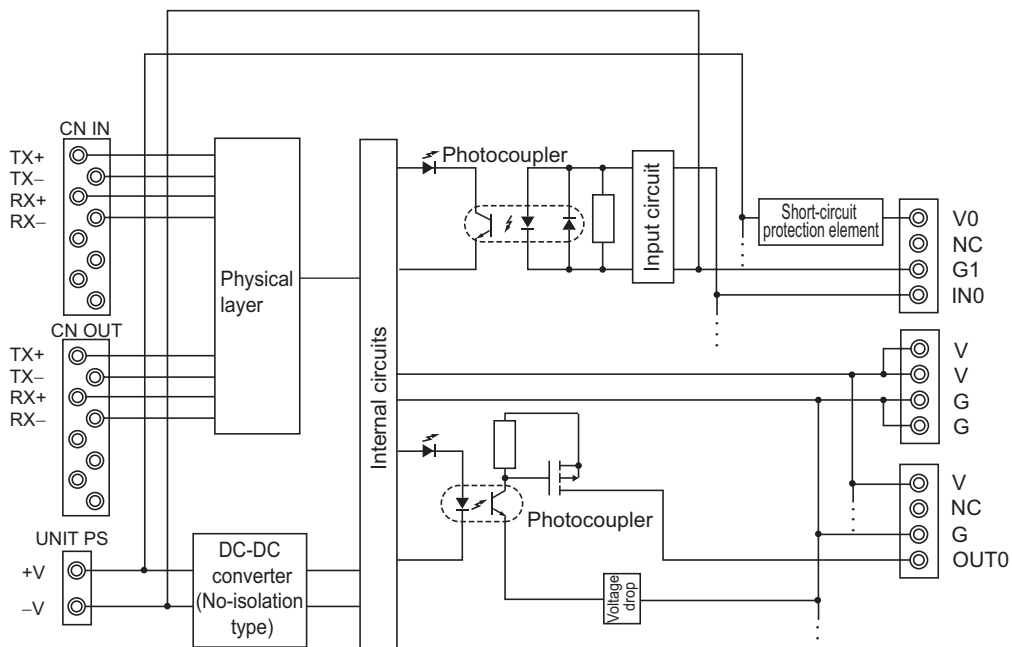 CN IN
TX+
TX−
RX+
RX−
CN OUT
TX+
TX−
RX+
RX−
UNIT PS
+V
−V
Physical
layer
DC-DC
converter
(No-isolation
type)
Internal circuits
Photocoupler
Input circuit
Short-circuit
protection element
V0
NC
G1
IN0
V
V
G
G
Photocoupler
Voltage
drop
V
NC
G
OUT0